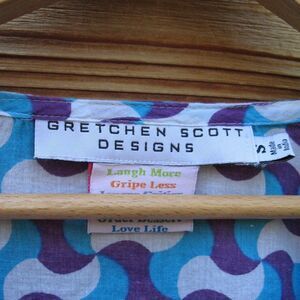 GRETCHEN SCOTT
DESIGNS
S
Made
in
India
Laugh More
Gripe Less
Order Dessert
Love Life